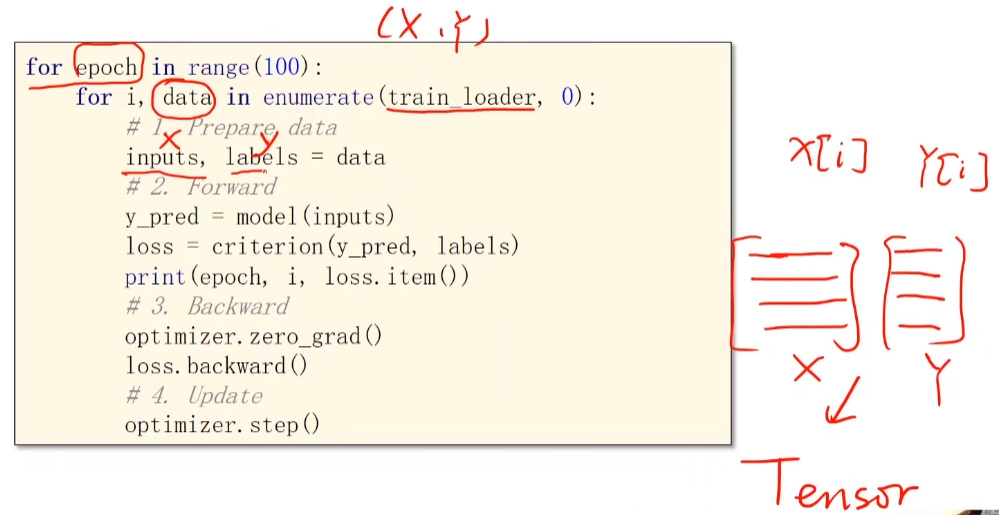 (X, Y)
for epoch in range(100):
for i, data in enumerate(train_loader, 0):
# 1. Prepare data
X Y
inputs, labels = data
# 2. Forward
y_pred = model(inputs)
loss = criterion(y_pred, labels)
print(epoch, i, loss.item())
# 3. Backward
optimizer.zero_grad()
loss.backward()
# 4. Update
optimizer.step()
X[i] Y[i]
X Y
Tensor